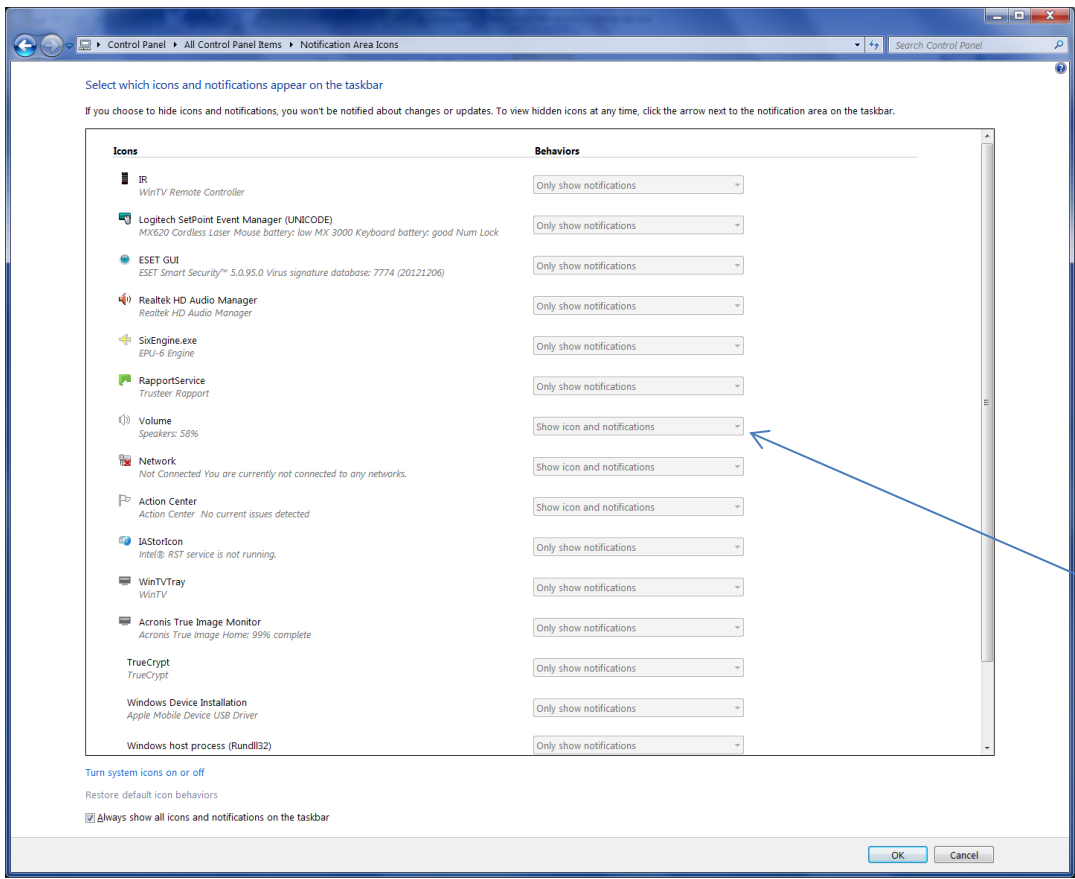 Control Panel ▸ All Control Panel Items ▸ Notification Area Icons
Search Control Panel
Select which icons and notifications appear on the taskbar
If you choose to hide icons and notifications, you won't be notified about changes or updates. To view hidden icons at any time, click the arrow next to the notification area on the taskbar.
Icons Behaviors
IR
WinTV Remote Controller
Only show notifications
Logitech SetPoint Event Manager (UNICODE)
MX620 Cordless Laser Mouse battery: low MX 3000 Keyboard battery: good Num Lock
Only show notifications
ESET GUI
ESET Smart Security™ 5.0.95.0 Virus signature database: 7774 (20121206)
Only show notifications
Realtek HD Audio Manager
Realtek HD Audio Manager
Only show notifications
SixEngine.exe
EPU-6 Engine
Only show notifications
RapportService
Trusteer Rapport
Only show notifications
Volume
Speakers: 58%
Show icon and notifications
Network
Not Connected You are currently not connected to any networks.
Show icon and notifications
Action Center
Action Center No current issues detected
Show icon and notifications
IAStorIcon
Intel® RST service is not running.
Only show notifications
WinTVTray
WinTV
Only show notifications
Acronis True Image Monitor
Acronis True Image Home: 99% complete
Only show notifications
TrueCrypt
TrueCrypt
Only show notifications
Windows Device Installation
Apple Mobile Device USB Driver
Only show notifications
Windows host process (Rundll32)
Only show notifications
Turn system icons on or off
Restore default icon behaviors
Always show all icons and notifications on the taskbar
OK Cancel